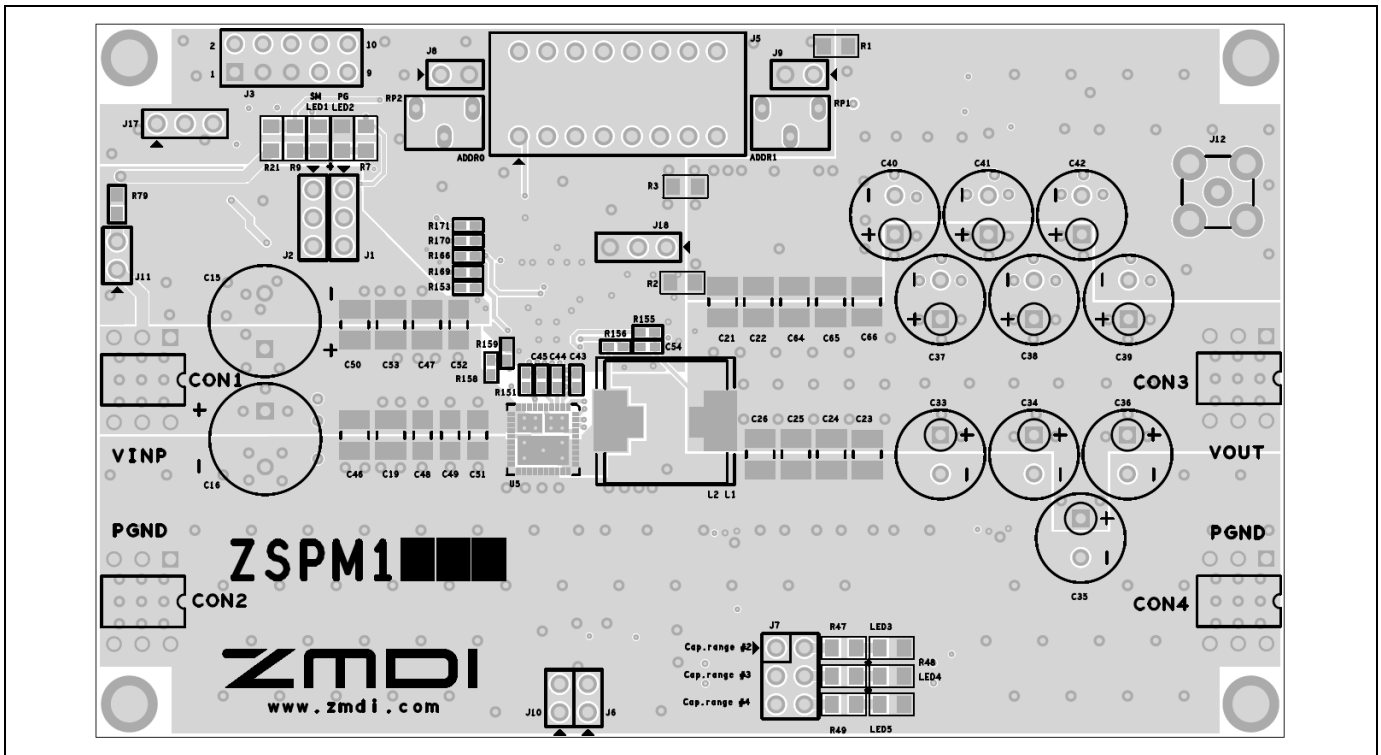 2 10
1 9
J3 SM PG
LED1 LED2
J8
RP2
ADDR0
J5
J9
R1
RP1
ADDR1
J17
R21 R9 + R7
R79
J11
J2 J1
R171
R170
R166
R169
R153
R3
J18
R2
C40 C41 C42
J12
C15
C50 C53 C47 C52
R159
R158
R151
C45 C44 C43
R156 R155
C54
C21 C22 C64 C65 C66
C37 C38 C39
CON1
CON3
VINP
VOUT
C16
C46 C19 C48 C49 C51
U5
L2 L1
C26 C25 C24 C23
C33 C34 C36
C35
PGND
PGND
ZSPM1
CON2
CON4
ZMDI
www.zmdi.com
J10 J6
J7
Cap.range #2
Cap.range #3
Cap.range #4
R47 LED3
R48
LED4
R49 LED5